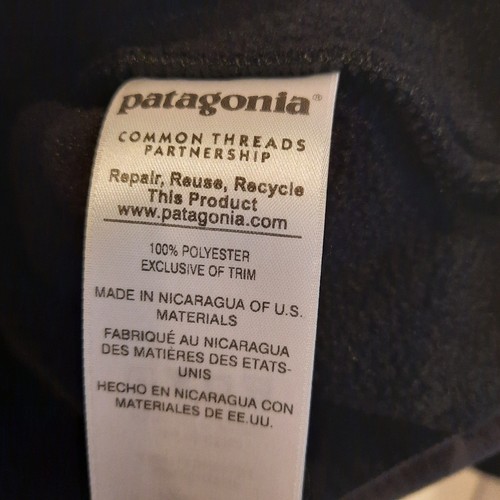 patagonia®
COMMON THREADS
PARTNERSHIP
Repair, Reuse, Recycle
This Product
www.patagonia.com
100% POLYESTER
EXCLUSIVE OF TRIM
MADE IN NICARAGUA OF U.S.
MATERIALS
FABRIQUÉ AU NICARAGUA
DES MATIÈRES DES ETATS-
UNIS
HECHO EN NICARAGUA CON
MATERIALES DE EE.UU.